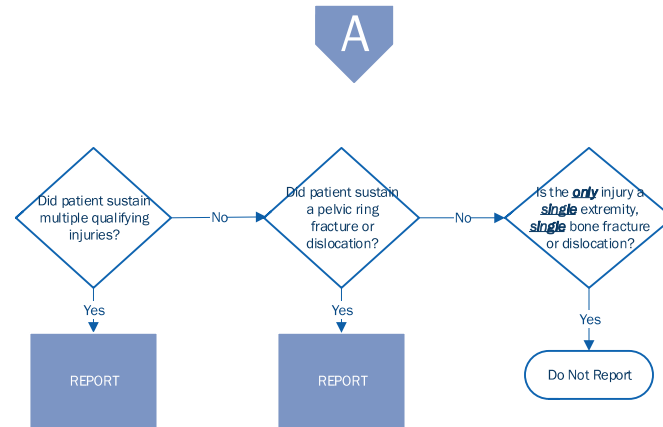 A
Did patient sustain
multiple qualifying
injuries?
No
Did patient sustain
a pelvic ring
fracture or
dislocation?
No
Is the only injury a
single extremity,
single bone fracture
or dislocation?
Yes
Yes
Yes
REPORT
REPORT
Do Not Report